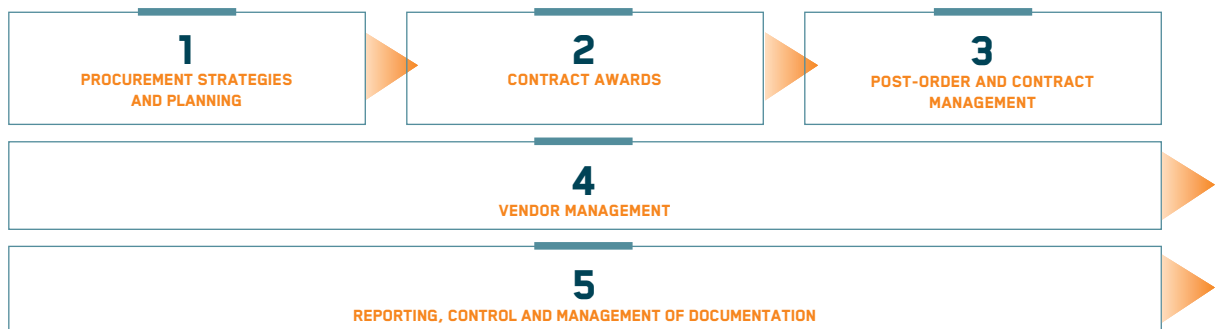 1
PROCUREMENT STRATEGIES
AND PLANNING
2
CONTRACT AWARDS
3
POST-ORDER AND CONTRACT
MANAGEMENT
4
VENDOR MANAGEMENT
5
REPORTING, CONTROL AND MANAGEMENT OF DOCUMENTATION